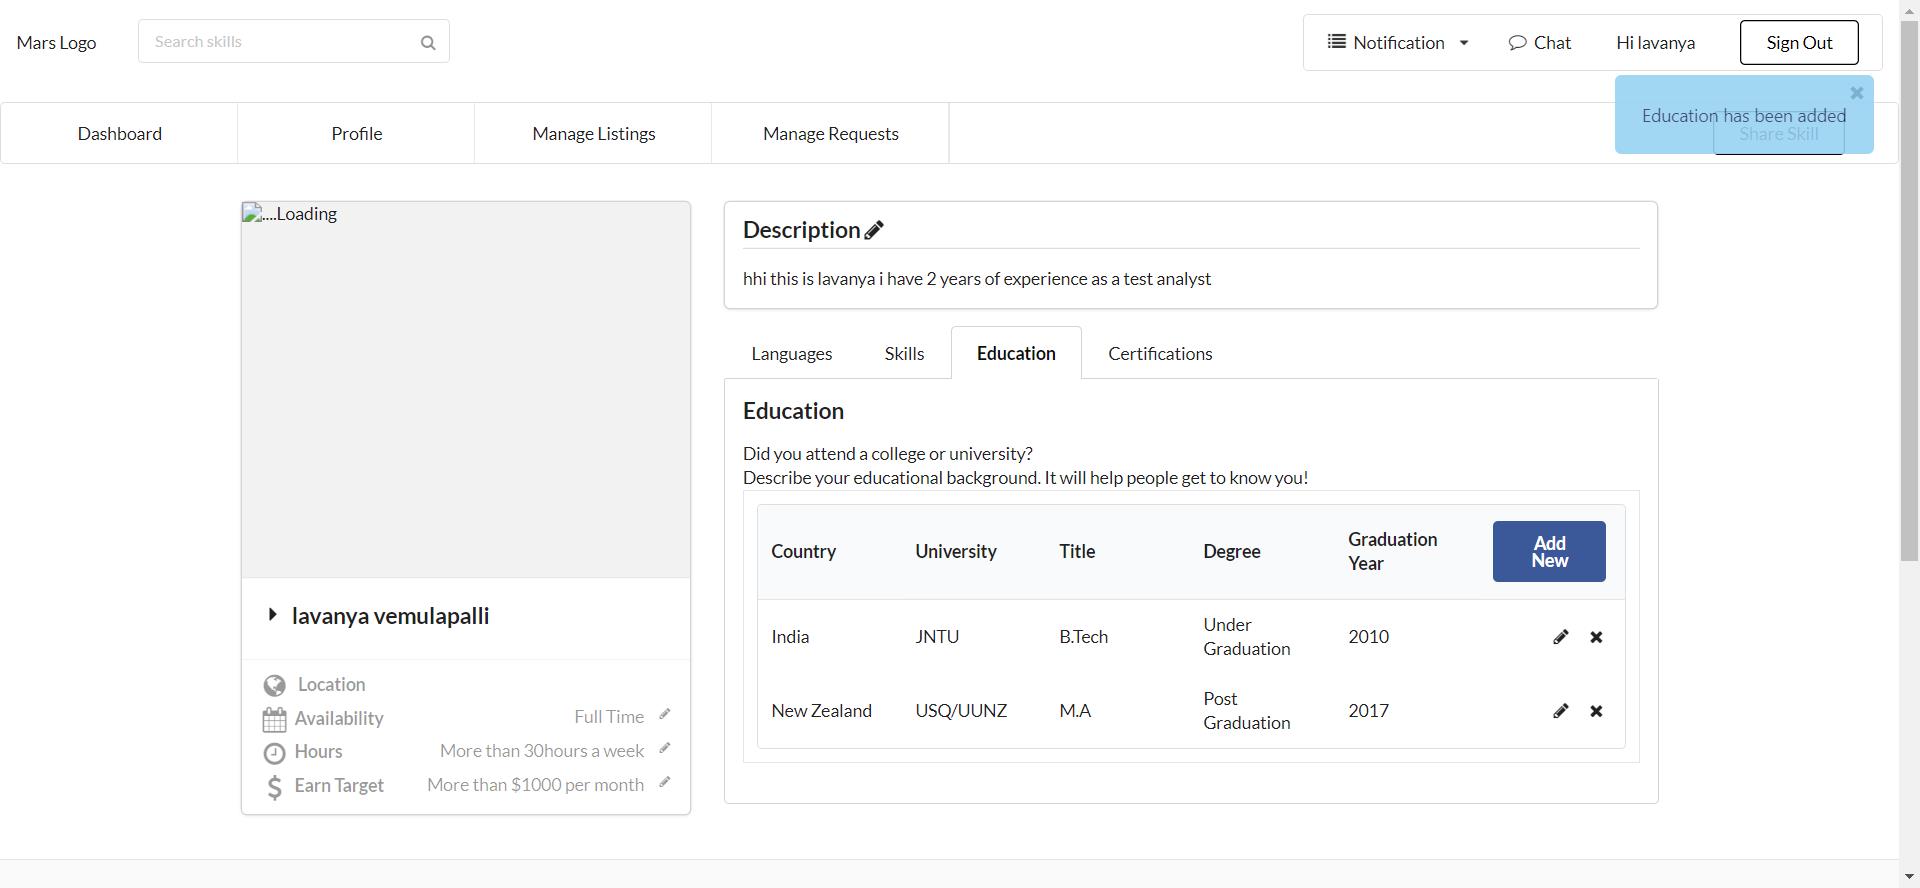 Mars Logo
Search skills
Notification
Chat
Hi lavanya
Sign Out
Education has been added
Dashboard
Profile
Manage Listings
Manage Requests
Share Skill
....Loading
lavanya vemulapalli
Location
Availability
Full Time
Hours
More than 30hours a week
Earn Target
More than $1000 per month
Description
hhi this is lavanya i have 2 years of experience as a test analyst
Languages
Skills
Education
Certifications
Education
Did you attend a college or university?
Describe your educational background. It will help people get to know you!
Country
University
Title
Degree
Graduation
Year
Add
New
India
JNTU
B.Tech
Under
Graduation
2010
New Zealand
USQ/UUNZ
M.A
Post
Graduation
2017